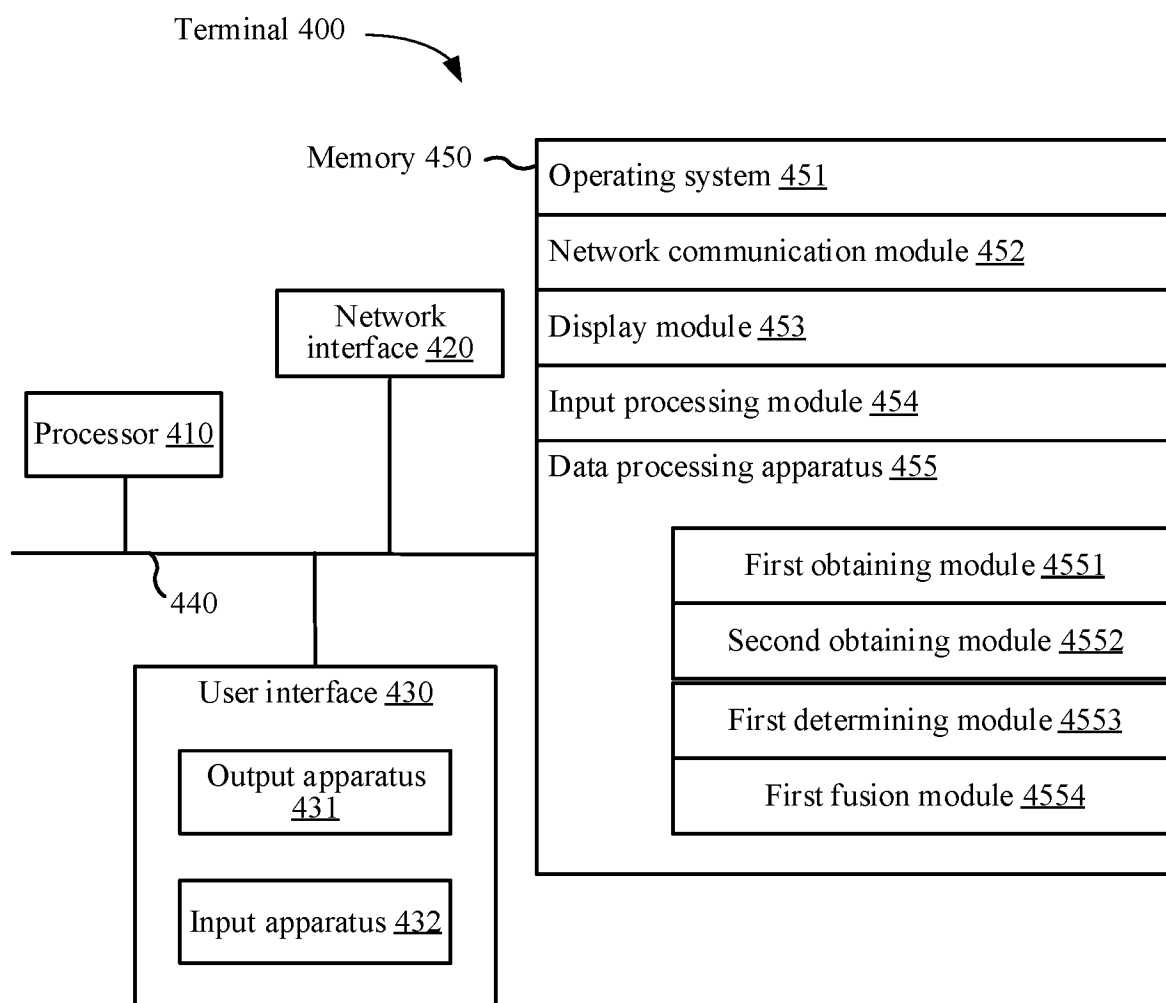 Terminal 400
Memory 450
Operating system 451
Network communication module 452
Network
interface 420
Display module 453
Input processing module 454
Processor 410
Data processing apparatus 455
First obtaining module 4551
440
Second obtaining module 4552
User interface 430
First determining module 4553
Output apparatus
431
First fusion module 4554
Input apparatus 432